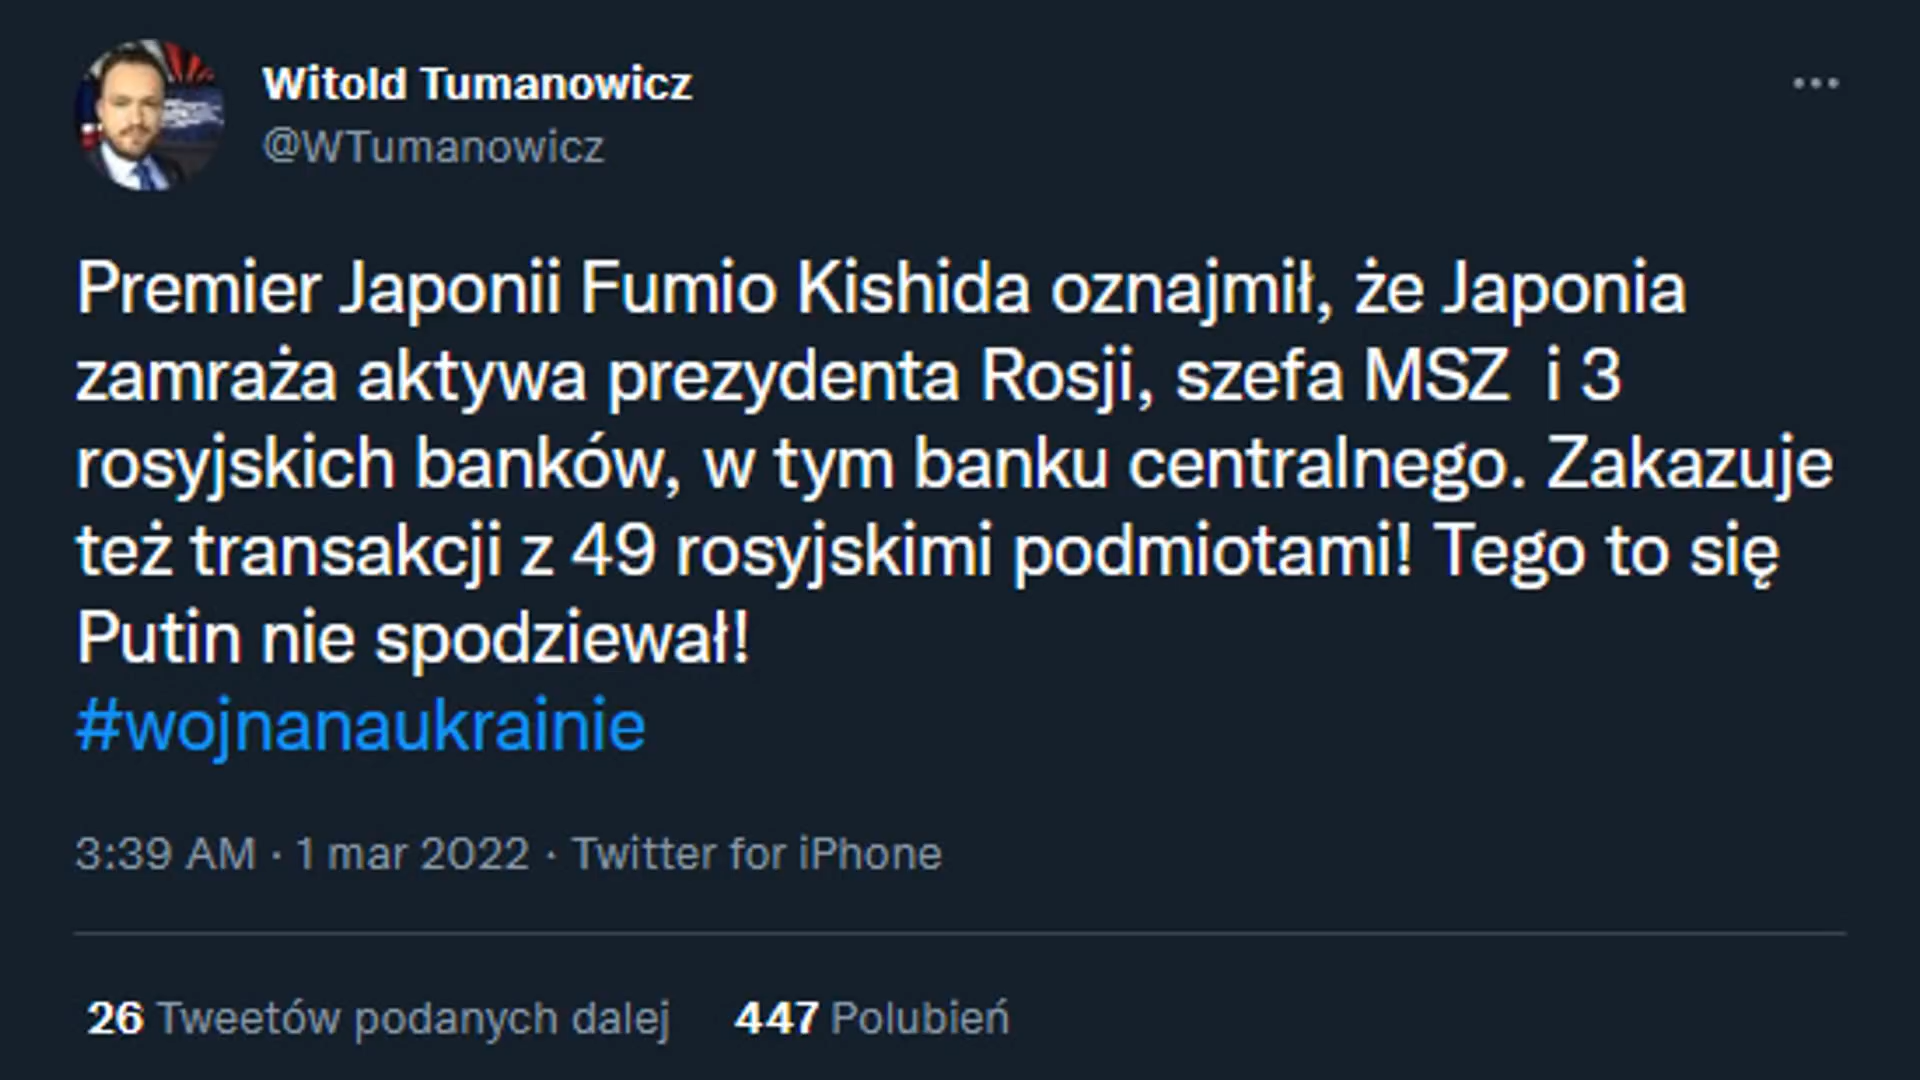 Witold Tumanowicz
@WTumanowicz
Premier Japonii Fumio Kishida oznajmił, że Japonia
zamraża aktywa prezydenta Rosji, szefa MSZ  i 3
rosyjskich banków, w tym banku centralnego. Zakazuje
też transakcji z 49 rosyjskimi podmiotami! Tego to się
Putin nie spodziewał!
#wojnanaukrainie
3:39 AM · 1 mar 2022 · Twitter for iPhone
26 Tweetów podanych dalej 447 Polubień